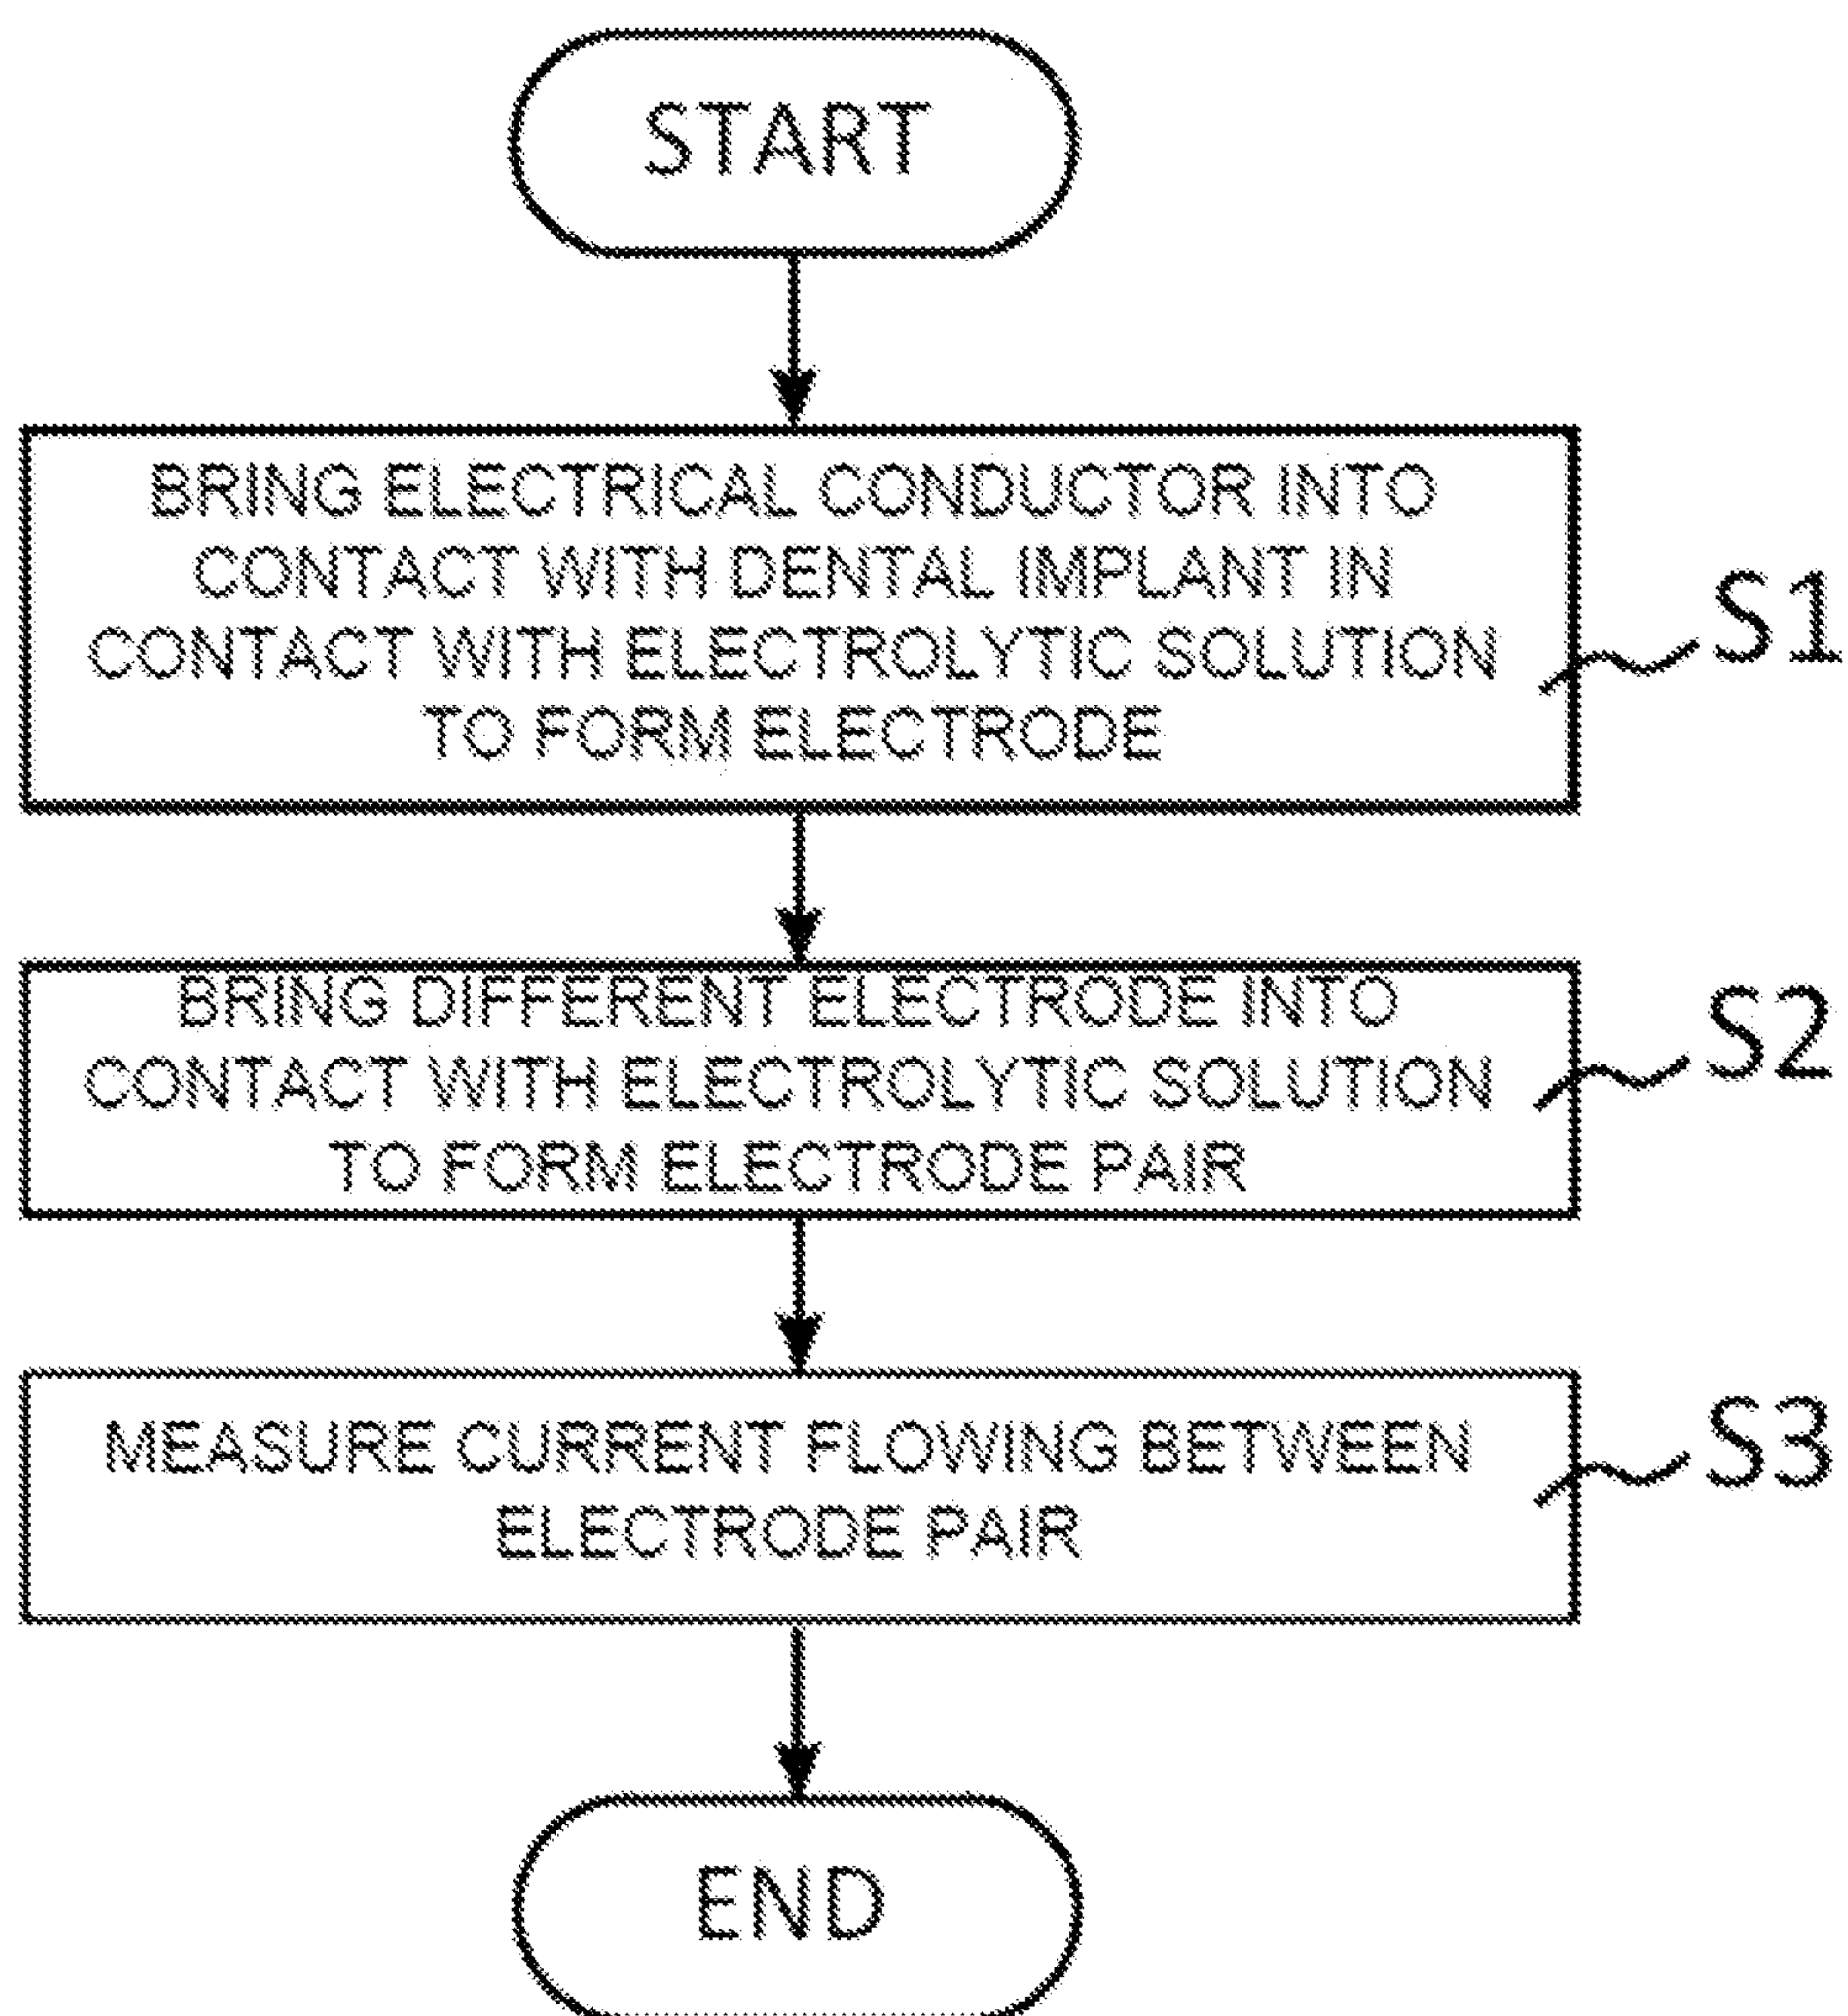 START
BRING ELECTRICAL CONDUCTOR INTO
CONTACT WITH DENTAL IMPLANT IN
CONTACT WITH ELECTROLYTIC SOLUTION
TO FORM ELECTRODE
S1
BRING DIFFERENT ELECTRODE INTO
CONTACT WITH ELECTROLYTIC SOLUTION
TO FORM ELECTRODE PAIR
S2
MEASURE CURRENT FLOWING BETWEEN
ELECTRODE PAIR
S3
END